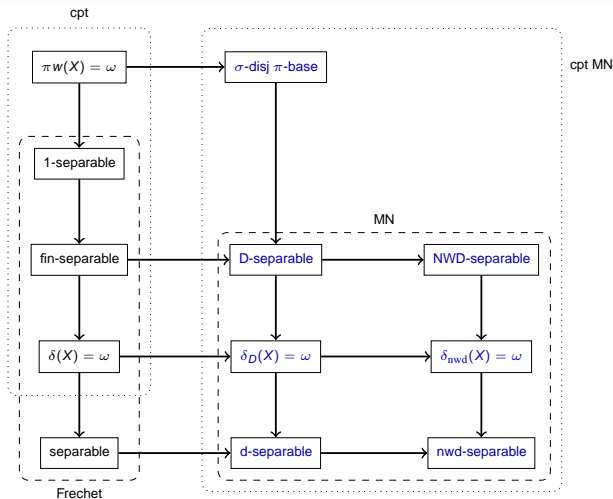 cpt
πw(X) = ω
σ-disj π-base
cpt MN
1-separable
MN
fin-separable
D-separable
NWD-separable
δ(X) = ω
δ_D(X) = ω
δ_nwd(X) = ω
separable
d-separable
nwd-separable
Frechet